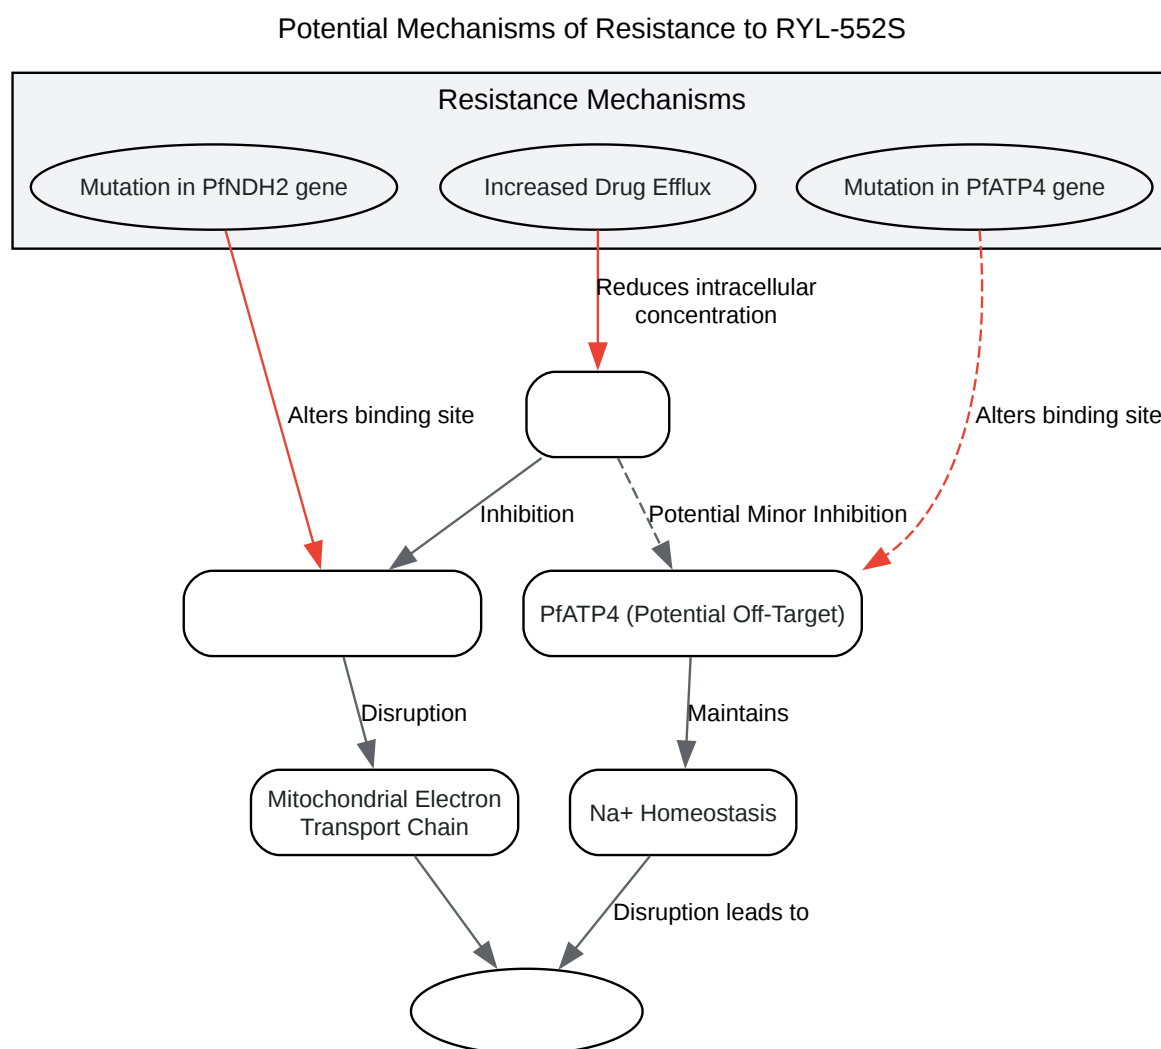 Potential Mechanisms of Resistance to RYL-552S
Resistance Mechanisms
Mutation in PfNDH2 gene
Increased Drug Efflux
Mutation in PfATP4 gene
Reduces intracellular
concentration
Alters binding site
Alters binding site
Inhibition
Potential Minor Inhibition
PfATP4 (Potential Off-Target)
Disruption
Maintains
Mitochondrial Electron
Transport Chain
Na+ Homeostasis
Disruption leads to